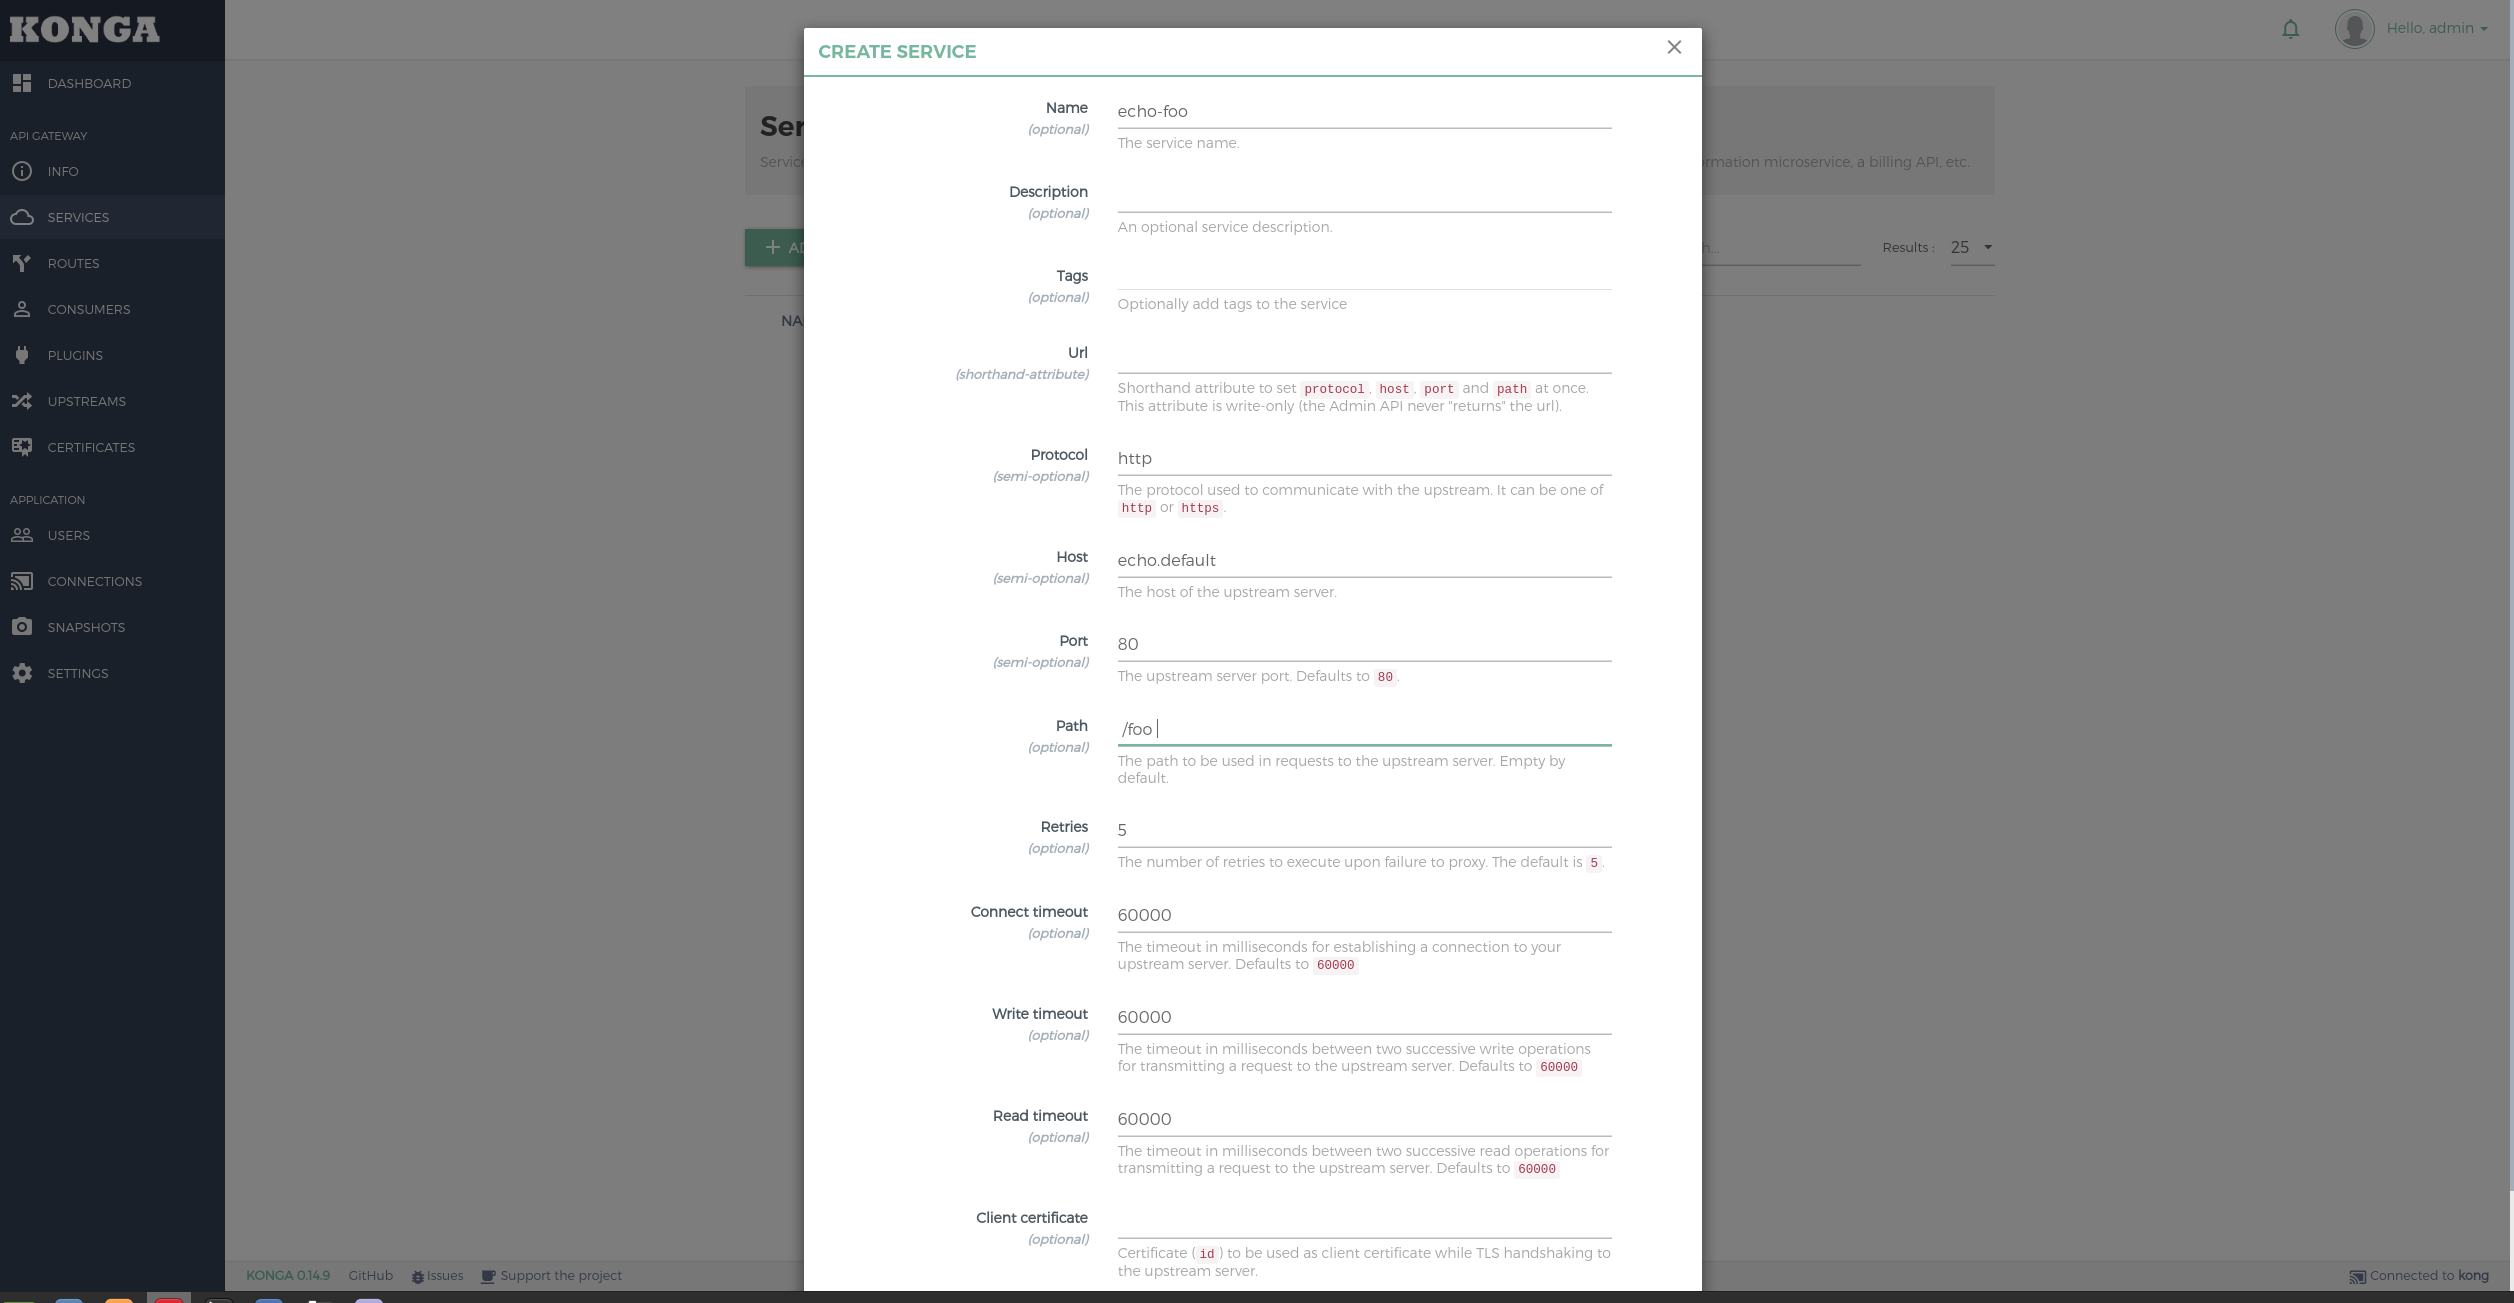 KONGA
DASHBOARD
API GATEWAY
INFO
SERVICES
ROUTES
CONSUMERS
PLUGINS
UPSTREAMS
CERTIFICATES
APPLICATION
USERS
CONNECTIONS
SNAPSHOTS
SETTINGS
Hello, admin
Ser
Servic
rmation microservice, a billing API, etc.
AD
h...
Results :
25
NA
CREATE SERVICE
Name
(optional)
echo-foo
The service name.
Description
(optional)
An optional service description.
Tags
(optional)
Optionally add tags to the service
Url
(shorthand-attribute)
Shorthand attribute to set protocol, host, port and path at once.
This attribute is write-only (the Admin API never "returns" the url).
Protocol
(semi-optional)
http
The protocol used to communicate with the upstream. It can be one of
http or https.
Host
(semi-optional)
echo.default
The host of the upstream server.
Port
(semi-optional)
80
The upstream server port. Defaults to 80.
Path
(optional)
/foo
The path to be used in requests to the upstream server. Empty by
default.
Retries
(optional)
5
The number of retries to execute upon failure to proxy. The default is 5.
Connect timeout
(optional)
60000
The timeout in milliseconds for establishing a connection to your
upstream server. Defaults to 60000
Write timeout
(optional)
60000
The timeout in milliseconds between two successive write operations
for transmitting a request to the upstream server. Defaults to 60000
Read timeout
(optional)
60000
The timeout in milliseconds between two successive read operations for
transmitting a request to the upstream server. Defaults to 60000
Client certificate
(optional)
Certificate (id) to be used as client certificate while TLS handshaking to
the upstream server.
KONGA 0.14.9
GitHub
Issues
Support the project
Connected to kong